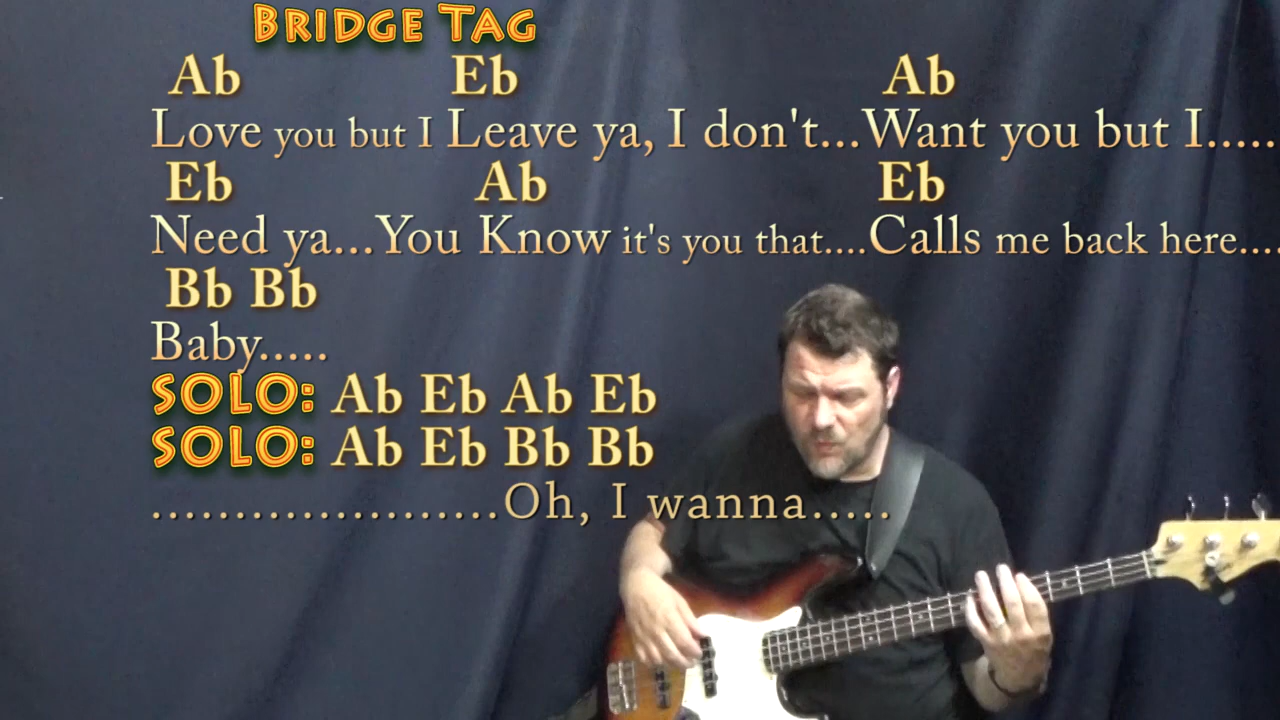 BRIDGE TAG
Ab Eb Ab
Love you but I Leave ya, I don't...Want you but I.....
Eb Ab Eb
Need ya...You Know it's you that....Calls me back here....
Bb Bb
Baby.....
SOLO: Ab Eb Ab Eb
SOLO: Ab Eb Bb Bb
.....................Oh, I wanna.....